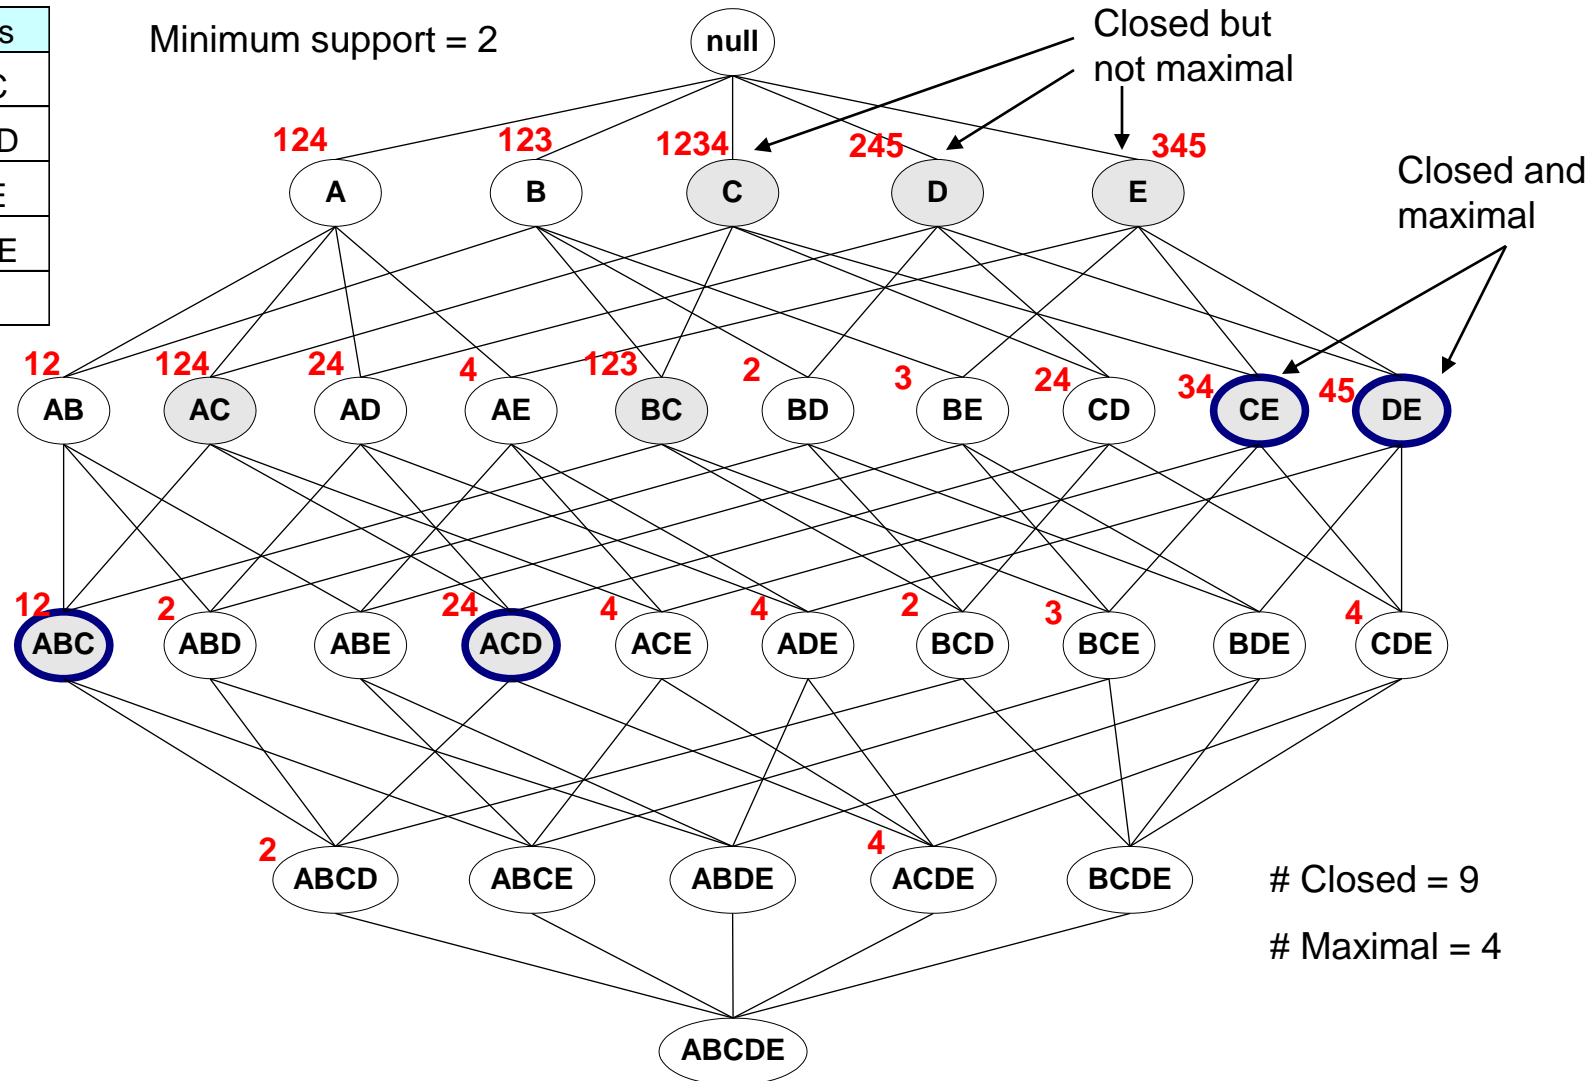 s
Minimum support = 2
null
Closed but
not maximal
C
D
E
E
124
123
1234
245
345
A
B
C
D
E
Closed and
maximal
12
124
24
4
123
2
3
24
34
45
AB
AC
AD
AE
BC
BD
BE
CD
CE
DE
12
2
24
4
4
2
3
4
ABC
ABD
ABE
ACD
ACE
ADE
BCD
BCE
BDE
CDE
2
4
ABCD
ABCE
ABDE
ACDE
BCDE
# Closed = 9
# Maximal = 4
ABCDE